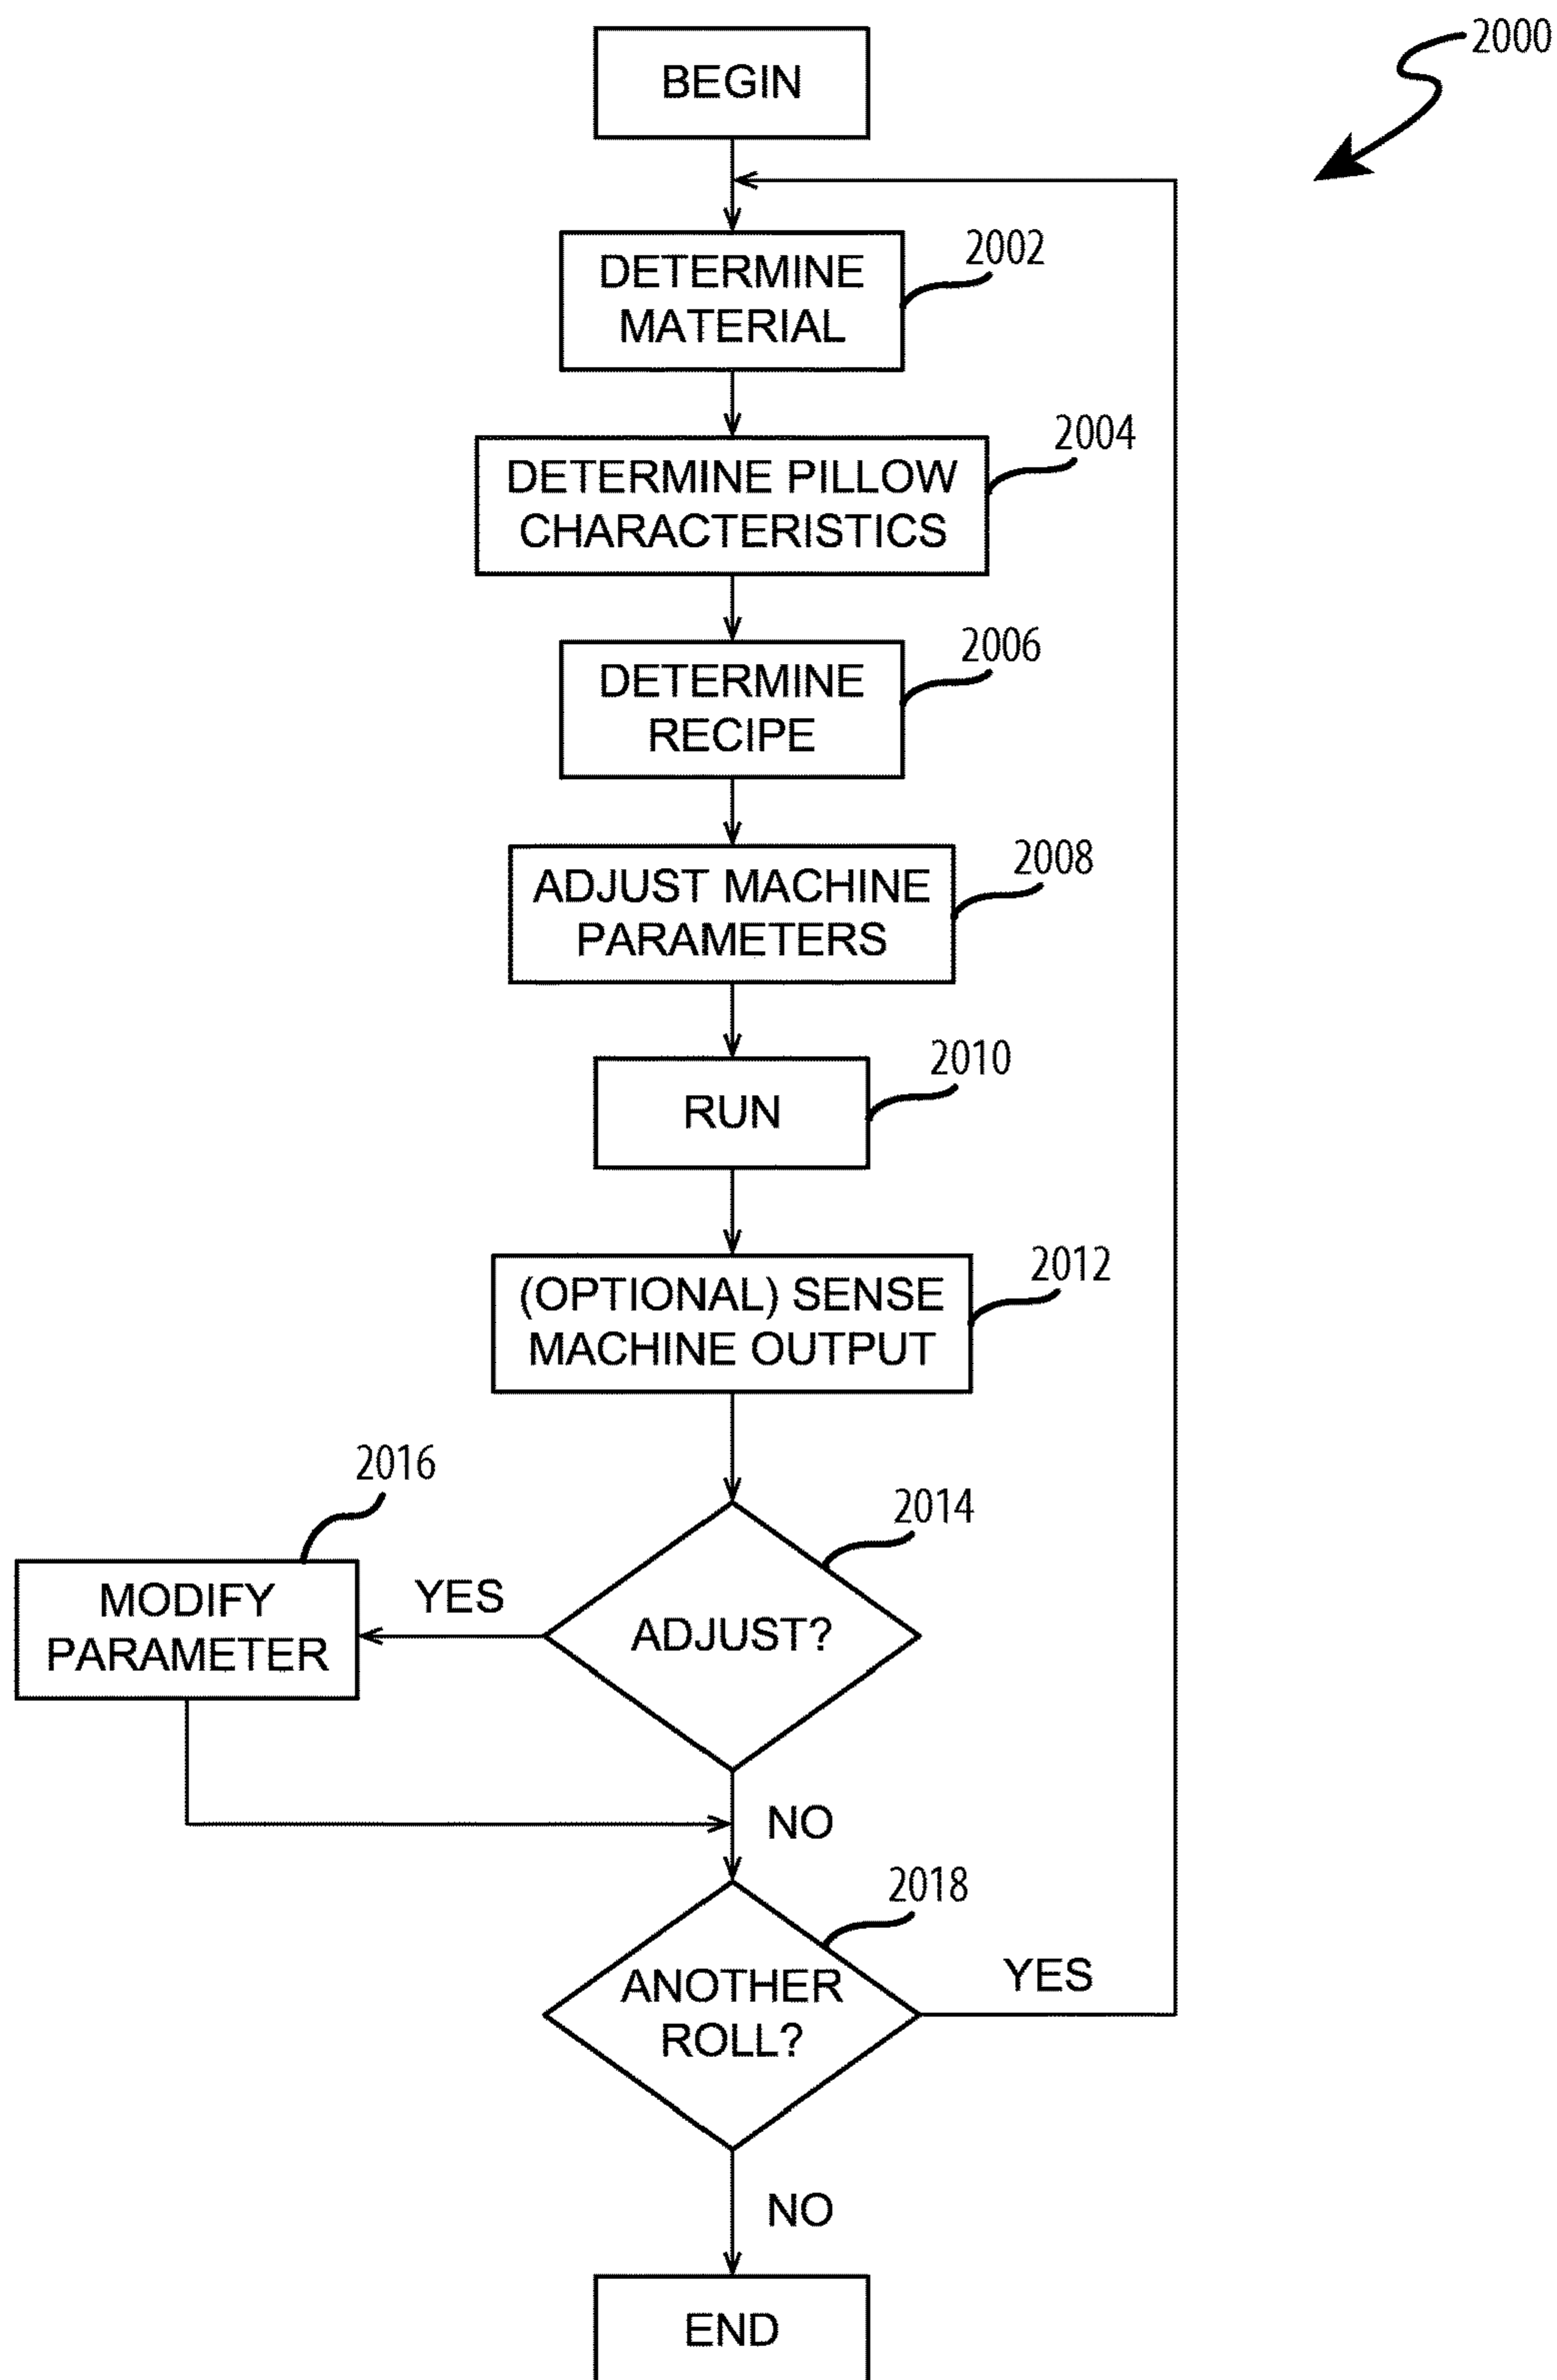 2000
BEGIN
2002
DETERMINE
MATERIAL
2004
DETERMINE PILLOW
CHARACTERISTICS
2006
DETERMINE
RECIPE
2008
ADJUST MACHINE
PARAMETERS
2010
RUN
2012
(OPTIONAL) SENSE
MACHINE OUTPUT
2014
ADJUST?
YES
2016
MODIFY
PARAMETER
NO
2018
ANOTHER
ROLL?
YES
NO
END